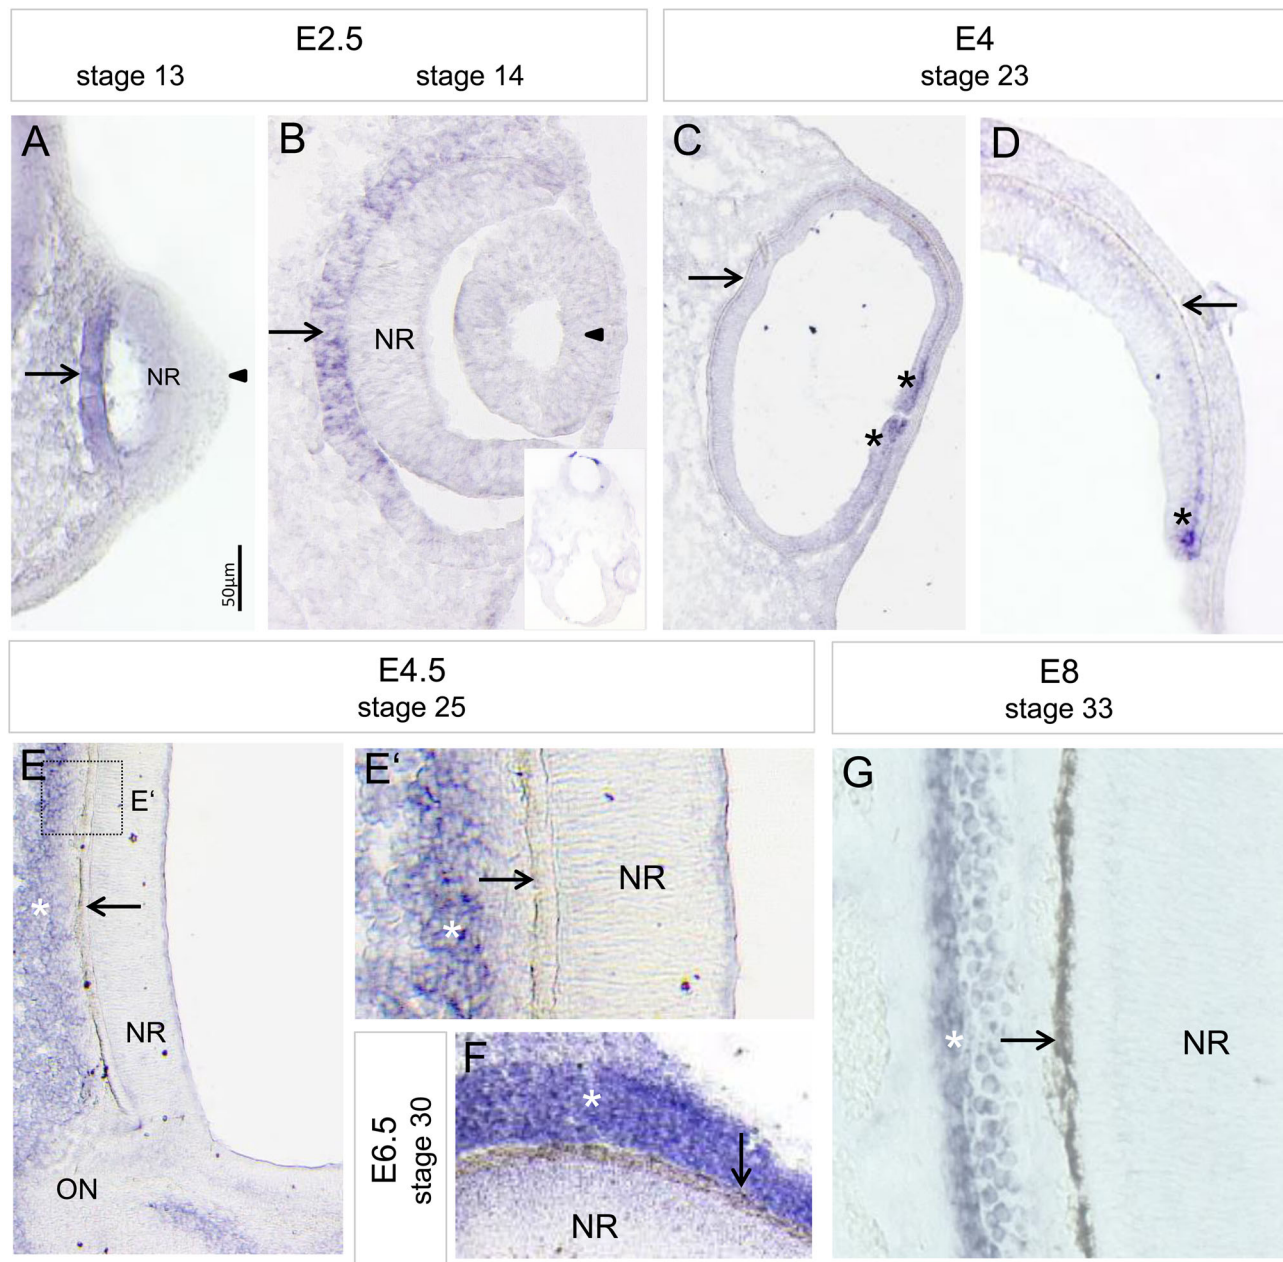 E2.5
stage 13
stage 14
E4
stage 23
A
NR
50µm
B
NR
*
C
*
*
D
*
E4.5
stage 25
E8
stage 33
E
E‘
*
NR
ON
E‘
NR
*
E6.5
stage 30
F
*
NR
G
*
NR